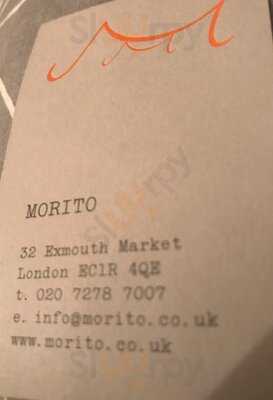 MORITO
32 Exmouth Market
London EC1R 4QE
t. 020 7278 7007
e. info@morito.co.uk
www.morito.co.uk